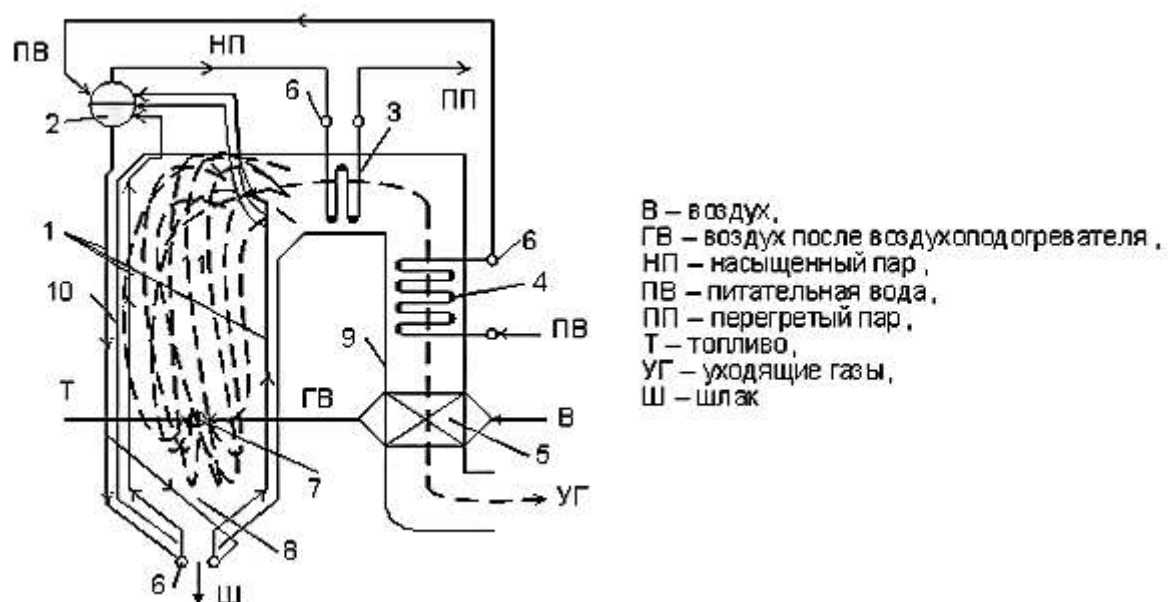 НП
ПВ
6
ПП
3
2
1
6
4
10
ПВ
9
Т
ГВ
В
5
7
УГ
8
6
Ш
В – воздух,
ГВ – воздух после воздухоподогревателя ,
НП – насыщенный пар ,
ПВ – питательная вода,
ПП – перегретый пар ,
Т – топливо,
УГ – уходящие газы,
Ш – шлак